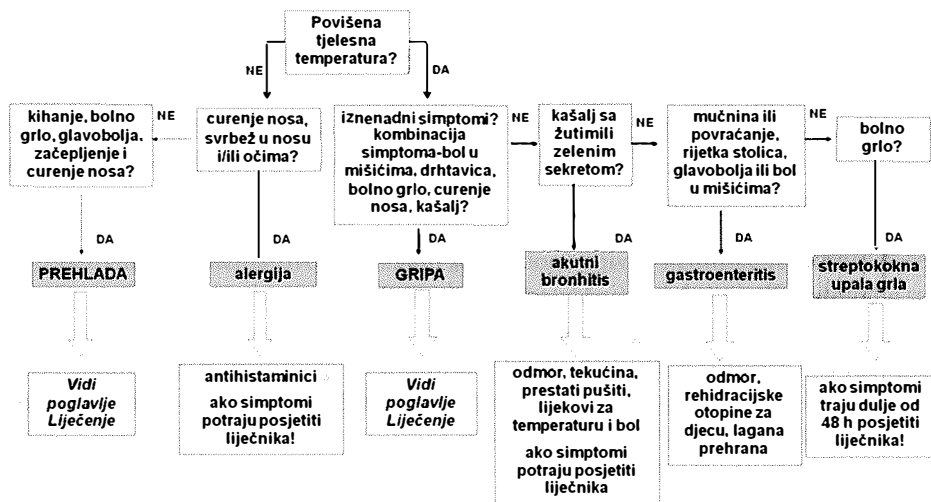 Povišena
tjelesna
temperatura?
NE
DA
kihanje, bolno
grlo, glavobolja,
začepljenje i
curenje nosa?
NE
curenje nosa,
svrbež u nosu
i/ili očima?
iznenadni simptomi?
kombinacija
simptoma-bol u
mišićima, drhtavica,
bolno grlo, curenje
nosa, kašalj?
NE
kašalj sa
žutimili
zelenim
sekretom?
NE
mučnina ili
povraćanje,
rijetka stolica,
glavobolja ili bol
u mišićima?
NE
bolno
grlo?
DA
DA
DA
DA
DA
DA
PREHLADA
alergija
GRIPA
akutni
bronhitis
gastroenteritis
streptokokna
upala grla
Vidi
poglavlje
Liječenje
antihistaminici
ako simptomi
potraju posjetiti
liječnika!
Vidi
poglavlje
Liječenje
odmor, tekućina,
prestati pušiti,
lijekovi za
temperaturu i bol
ako simptomi
potraju posjetiti
liječnika
odmor,
rehidracijske
otopine za
djecu, lagana
prehrana
ako simptomi
traju dulje od
48 h posjetiti
liječnika!